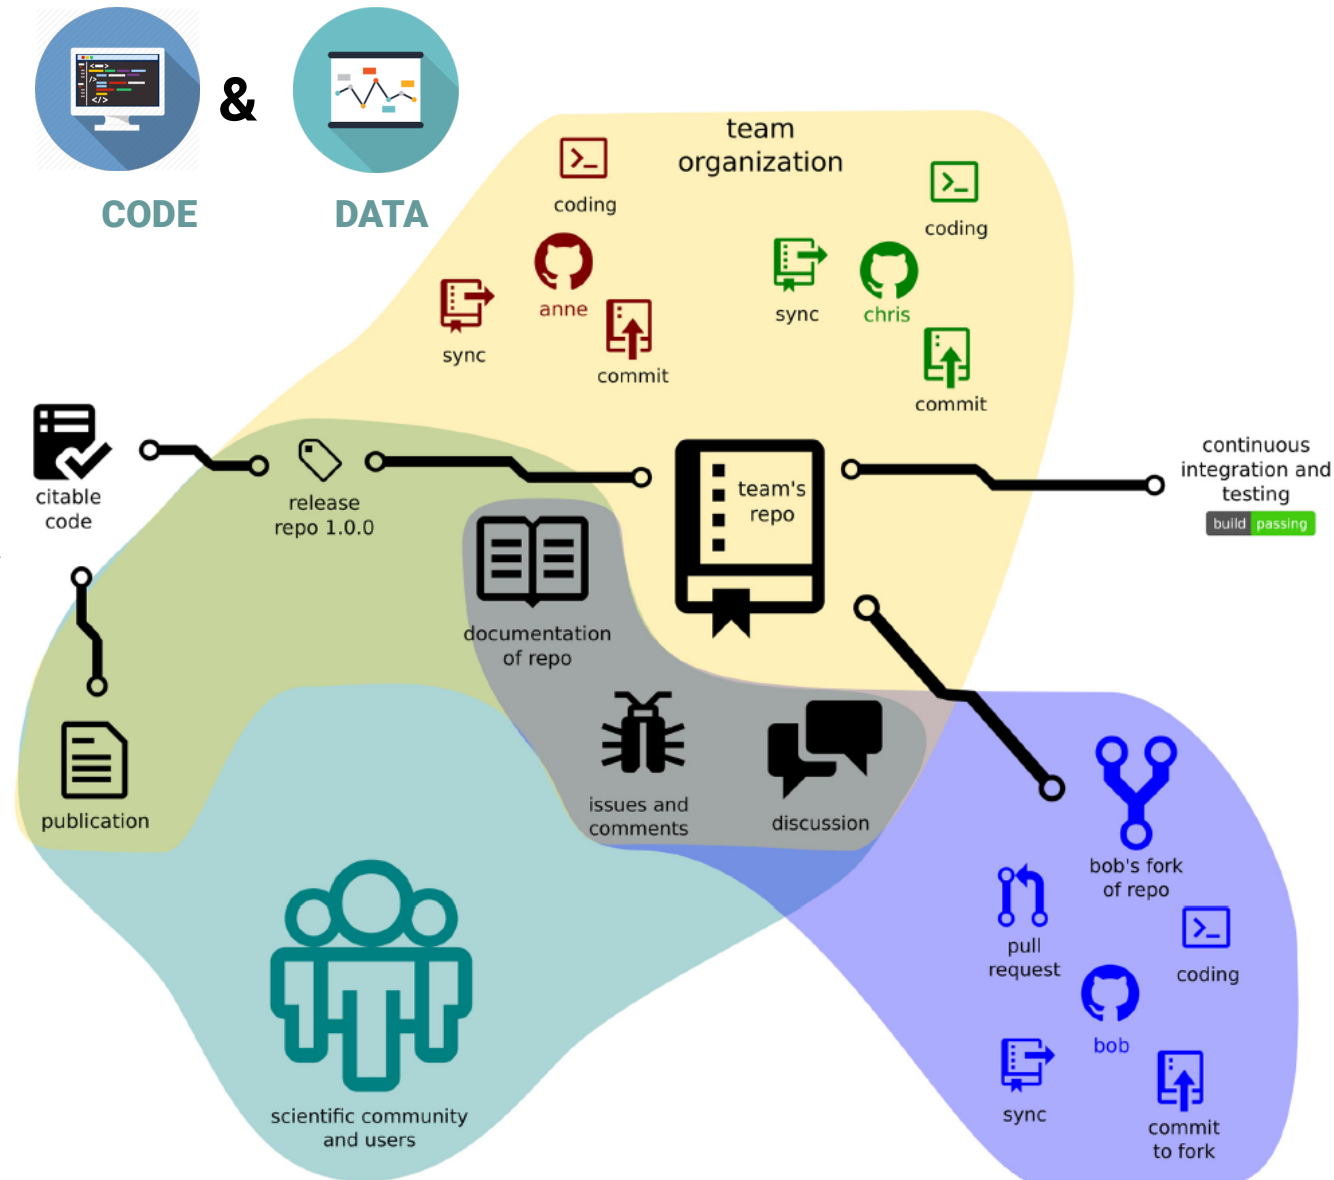 &
CODE
DATA
team
organization
coding
coding
anne
sync
commit
sync
chris
commit
citable
code
release
repo 1.0.0
team's
repo
continuous
integration and
testing
build passing
documentation
of repo
publication
issues and
comments
discussion
bob's fork
of repo
pull
request
coding
bob
sync
commit
to fork
scientific community
and users